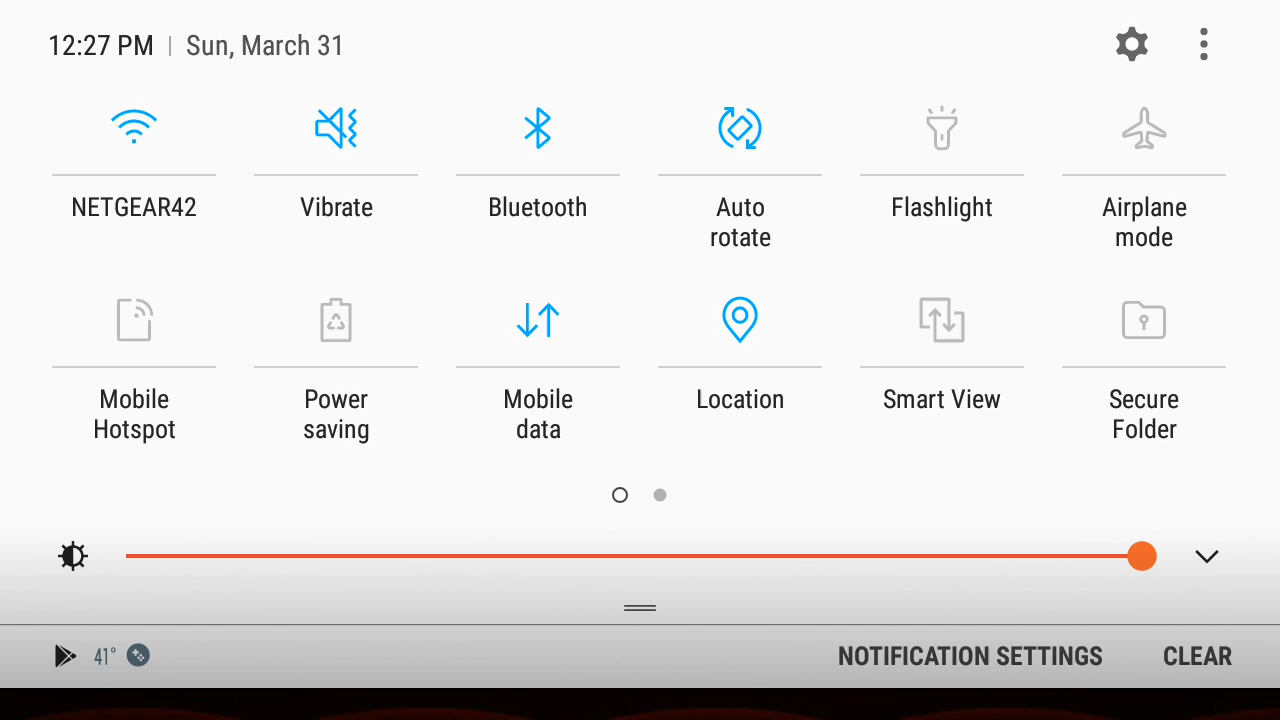 12:27 PM | Sun, March 31
NETGEAR42
Vibrate
Bluetooth
Auto
rotate
Flashlight
Airplane
mode
Mobile
Hotspot
Power
saving
Mobile
data
Location
Smart View
Secure
Folder
41° NOTIFICATION SETTINGS CLEAR